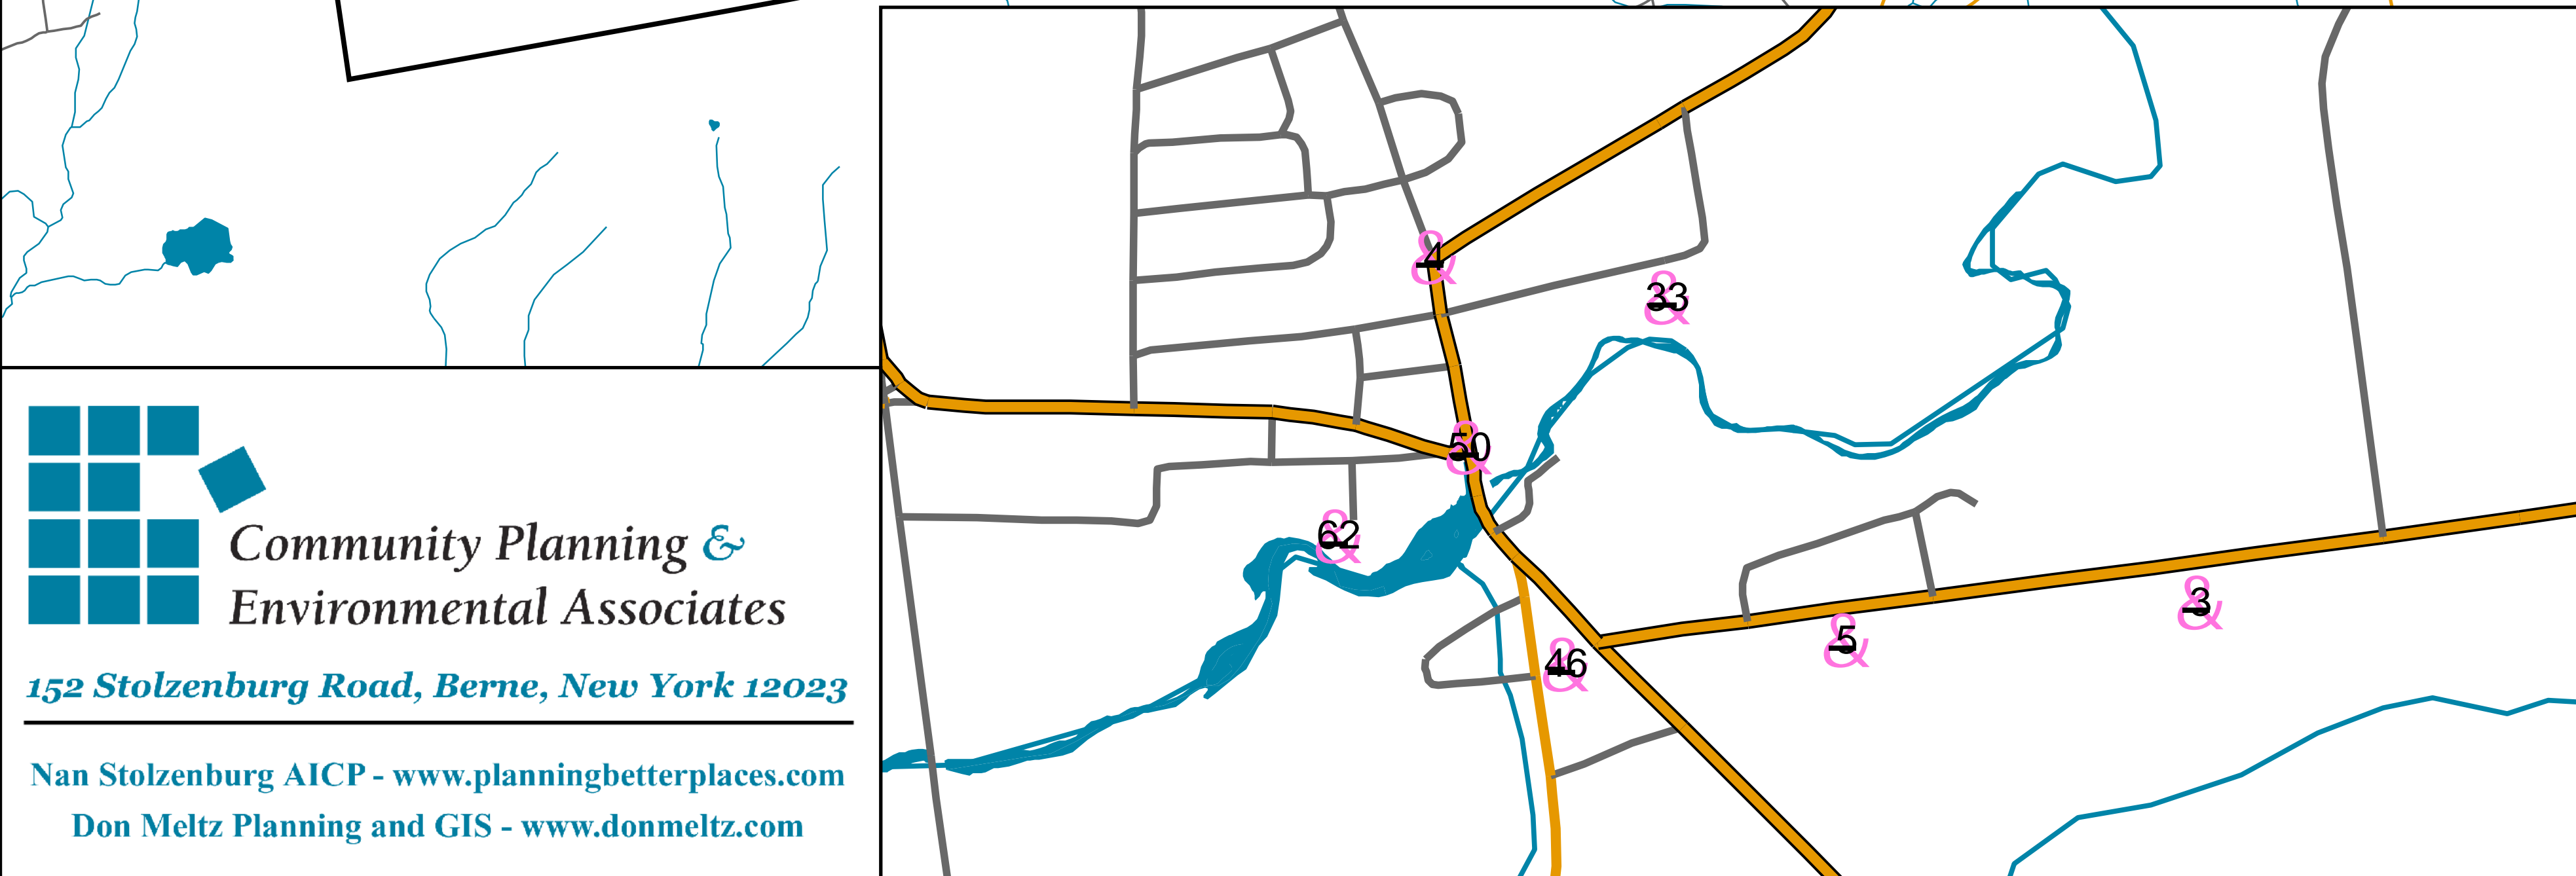 Community Planning &
Environmental Associates
152 Stolzenburg Road, Berne, New York 12023
Nan Stolzenburg AICP - www.planningbetterplaces.com
Don Meltz Planning and GIS - www.donmeltz.com
& 4
& 33
& 50
& 62
& 3
& 5
& 46